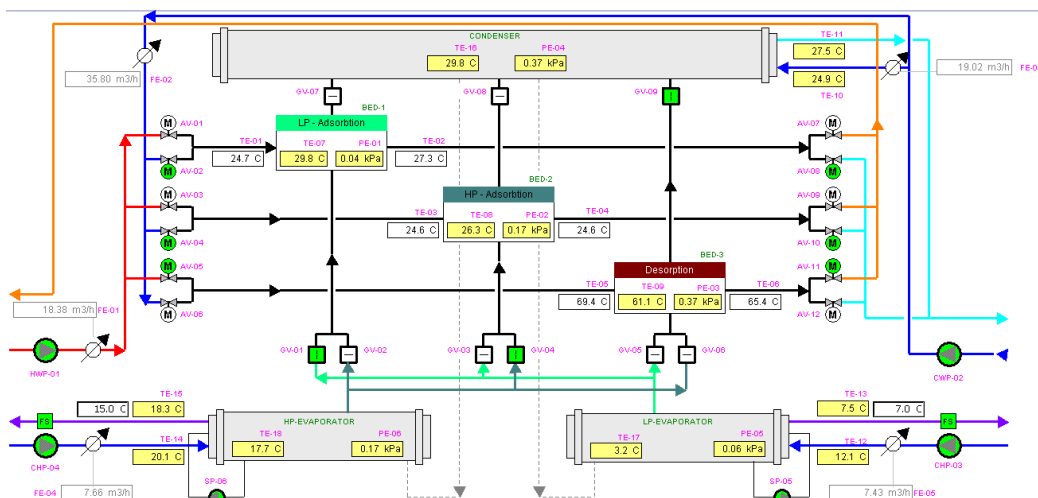 CONDENSER
TE-16
PE-04
29.8 C
0.37 kPa
TE-11
27.5 C
24.9 C
TE-10
35.80 m3/h
FE-02
19.02 m3/h
FE-0
GV-07
GV-08
GV-09
BED-1
LP - Adsorbtion
TE-07
PE-01
29.8 C
0.04 kPa
AV-01
TE-01
24.7 C
AV-02
TE-02
27.3 C
AV-07
AV-08
BED-2
HP - Adsorbtion
TE-08
PE-02
26.3 C
0.17 kPa
AV-03
TE-03
24.6 C
AV-04
TE-04
24.6 C
AV-09
AV-10
BED-3
Desorption
TE-09
PE-03
61.1 C
0.37 kPa
AV-05
TE-05
69.4 C
AV-06
TE-06
65.4 C
AV-11
AV-12
M
M
M
M
M
M
M
M
M
M
M
M
18.38 m3/h
FE-01
HWP-01
CWP-02
GV-01
GV-02
GV-03
GV-04
GV-05
GV-06
TE-15
15.0 C
18.3 C
FS
TE-14
20.1 C
CHP-04
FE-04
7.66 m3/h
HP-EVAPORATOR
TE-18
PE-06
17.7 C
0.17 kPa
SP-06
LP-EVAPORATOR
TE-17
PE-05
3.2 C
0.06 kPa
SP-05
TE-13
7.5 C
7.0 C
FS
TE-12
12.1 C
CHP-03
7.43 m3/h
FE-05